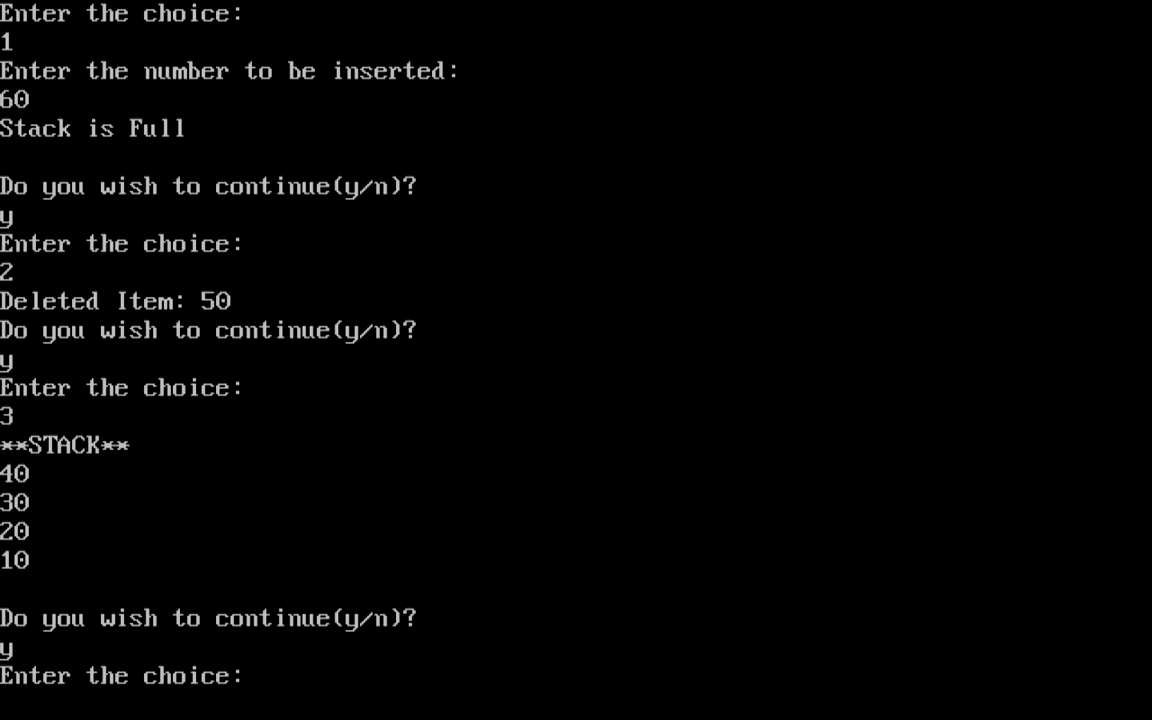 Enter the choice:
1
Enter the number to be inserted:
60
Stack is Full
Do you wish to continue(y/n)?
y
Enter the choice:
2
Deleted Item: 50
Do you wish to continue(y/n)?
y
Enter the choice:
3
**STACK**
40
30
20
10
Do you wish to continue(y/n)?
y
Enter the choice: